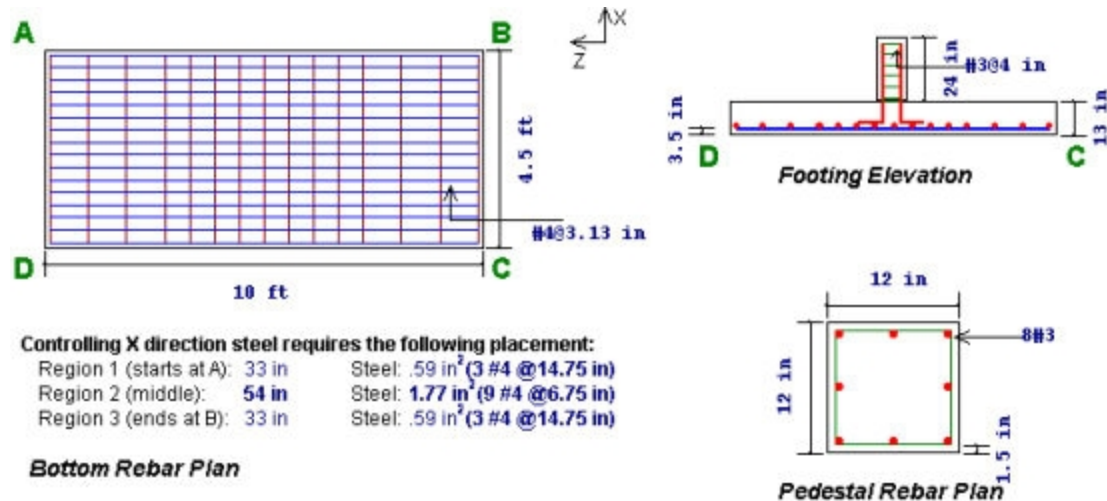 A
B
X
Z
4.5 ft
#4@3.13 in
D
C
10 ft
Controlling X direction steel requires the following placement:
Region 1 (starts at A): 33 in Steel: .59 in² (3 #4 @14.75 in)
Region 2 (middle): 54 in Steel: 1.77 in² (9 #4 @6.75 in)
Region 3 (ends at B): 33 in Steel: .59 in² (3 #4 @14.75 in)
Bottom Rebar Plan
#3@4 in
24 in
13 in
3.5 in
D
C
Footing Elevation
12 in
8#3
12 in
1.5 in
Pedestal Rebar Plan